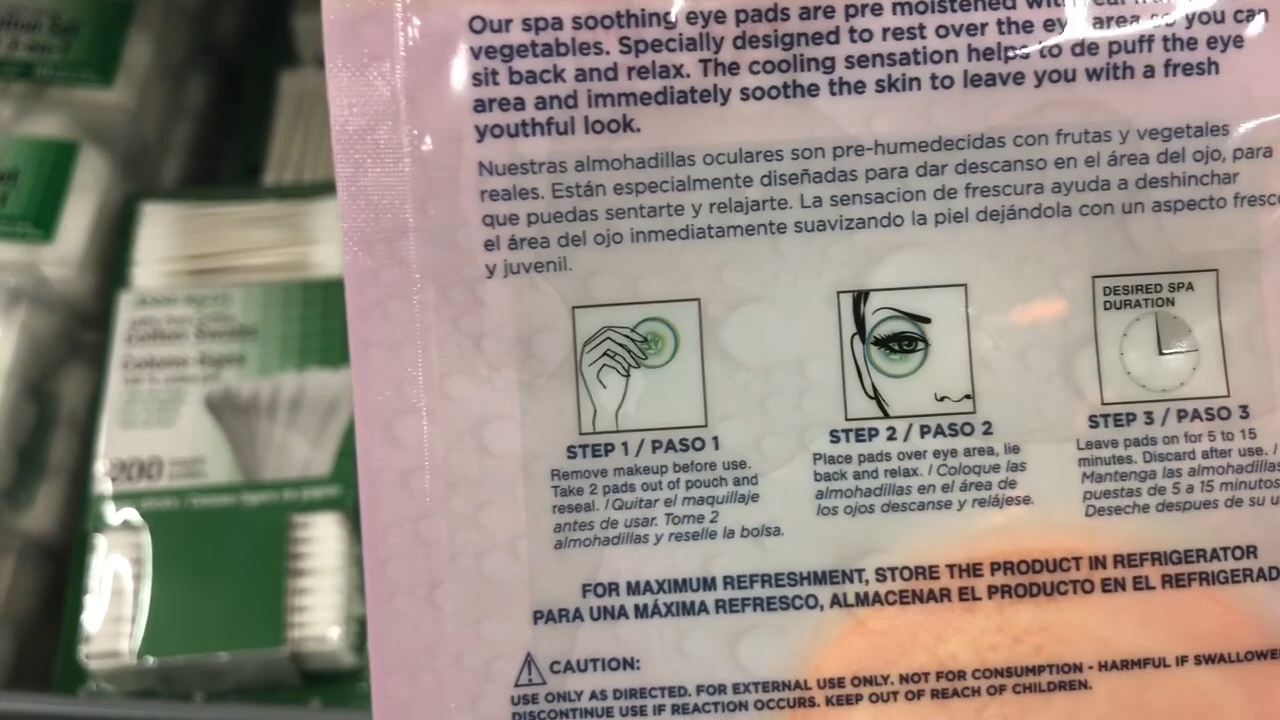 Our spa soothing eye pads are pre moistened with real
vegetables. Specially designed to rest over the eye area so you can
sit back and relax. The cooling sensation helps to de puff the eye
area and immediately soothe the skin to leave you with a fresh
youthful look.
Nuestras almohadillas oculares son pre-humedecidas con frutas y vegetales
reales. Están especialmente diseñadas para dar descanso en el área del ojo, para
que puedas sentarte y relajarte. La sensacion de frescura ayuda a deshinchar
el área del ojo inmediatamente suavizando la piel dejándola con un aspecto fresco
y juvenil.
DESIRED SPA
DURATION
STEP 1 / PASO 1
Remove makeup before use.
Take 2 pads out of pouch and
reseal. / Quitar el maquillaje
antes de usar. Tome 2
almohadillas y reselle la bolsa.
STEP 2 / PASO 2
Place pads over eye area, lie
back and relax. / Coloque las
almohadillas en el área de
los ojos descanse y relájese.
STEP 3 / PASO 3
Leave pads on for 5 to 15
minutes. Discard after use. /
Mantenga las almohadillas
puestas de 5 a 15 minutos
Deseche despues de su u
FOR MAXIMUM REFRESHMENT, STORE THE PRODUCT IN REFRIGERATOR
PARA UNA MÁXIMA REFRESCO, ALMACENAR EL PRODUCTO EN EL REFRIGERAD
CAUTION:
USE ONLY AS DIRECTED. FOR EXTERNAL USE ONLY. NOT FOR CONSUMPTION - HARMFUL IF SWALLOWE
DISCONTINUE USE IF REACTION OCCURS. KEEP OUT OF REACH OF CHILDREN.
Cotton Swabs
200